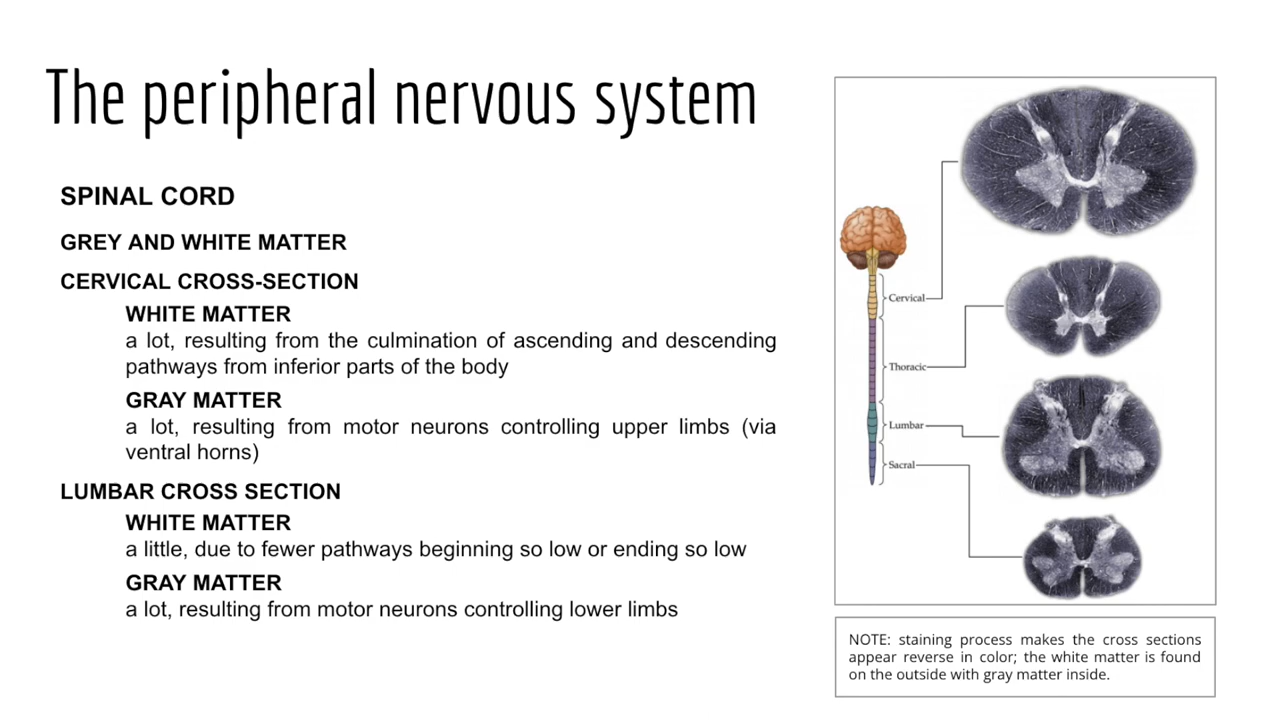 The peripheral nervous system
SPINAL CORD
GREY AND WHITE MATTER
CERVICAL CROSS-SECTION
WHITE MATTER
a lot, resulting from the culmination of ascending and descending
pathways from inferior parts of the body
GRAY MATTER
a lot, resulting from motor neurons controlling upper limbs (via
ventral horns)
LUMBAR CROSS SECTION
WHITE MATTER
a little, due to fewer pathways beginning so low or ending so low
GRAY MATTER
a lot, resulting from motor neurons controlling lower limbs
Cervical
Thoracic
Lumbar
Sacral
NOTE: staining process makes the cross sections
appear reverse in color; the white matter is found
on the outside with gray matter inside.